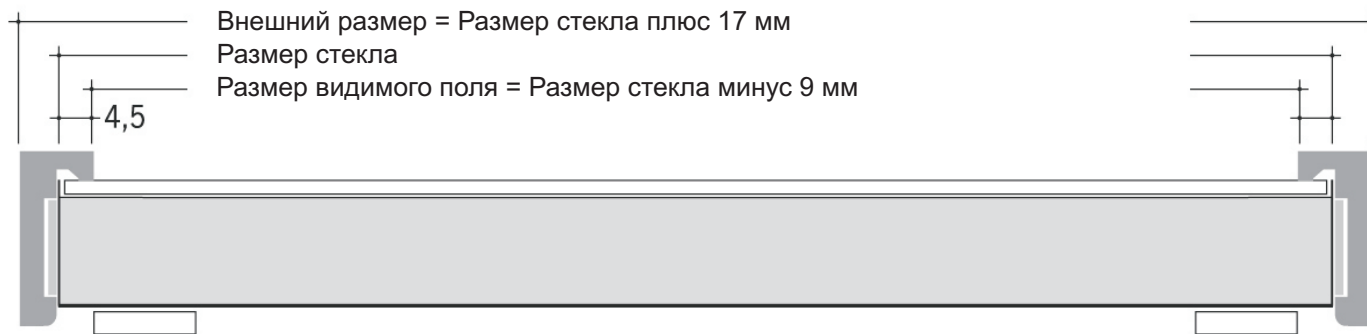 Внешний размер = Размер стекла плюс 17 мм
Размер стекла
Размер видимого поля = Размер стекла минус 9 мм
4,5